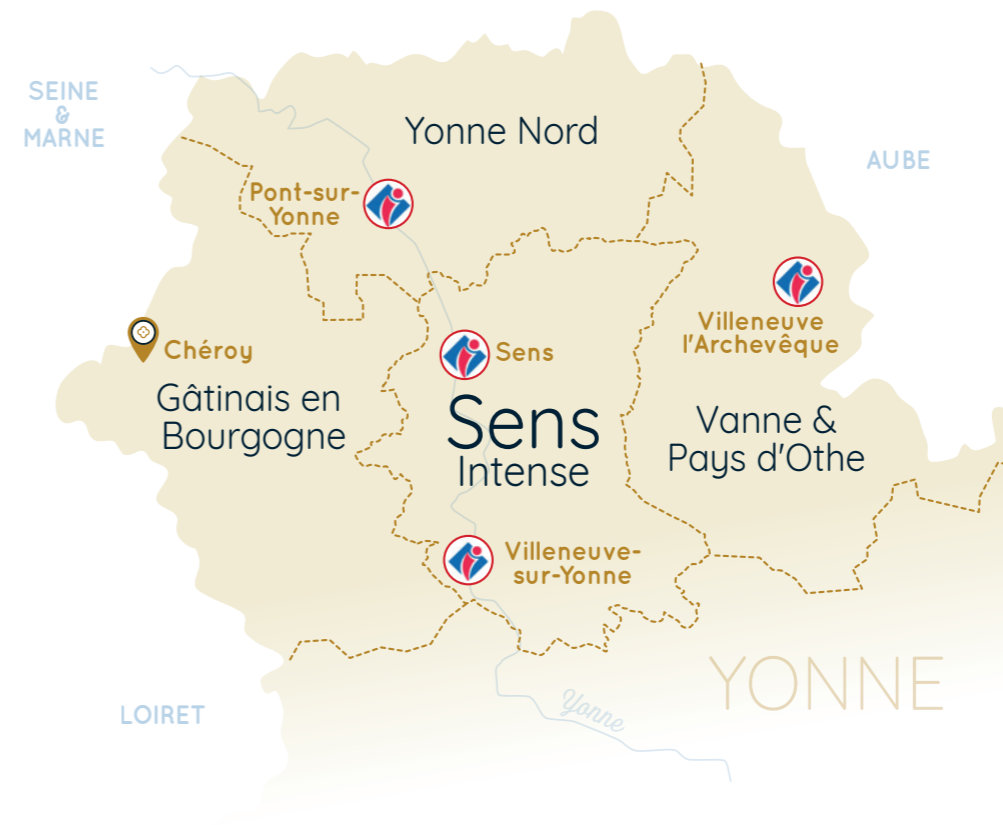 SEINE
&
MARNE
Yonne Nord
AUBE
Pont-sur-
Yonne
Villeneuve
l'Archevêque
Chéroy
Sens
Gâtinais en
Bourgogne
Sens
Intense
Vanne &
Pays d'Othe
Villeneuve-
sur-Yonne
YONNE
LOIRET
Yonne